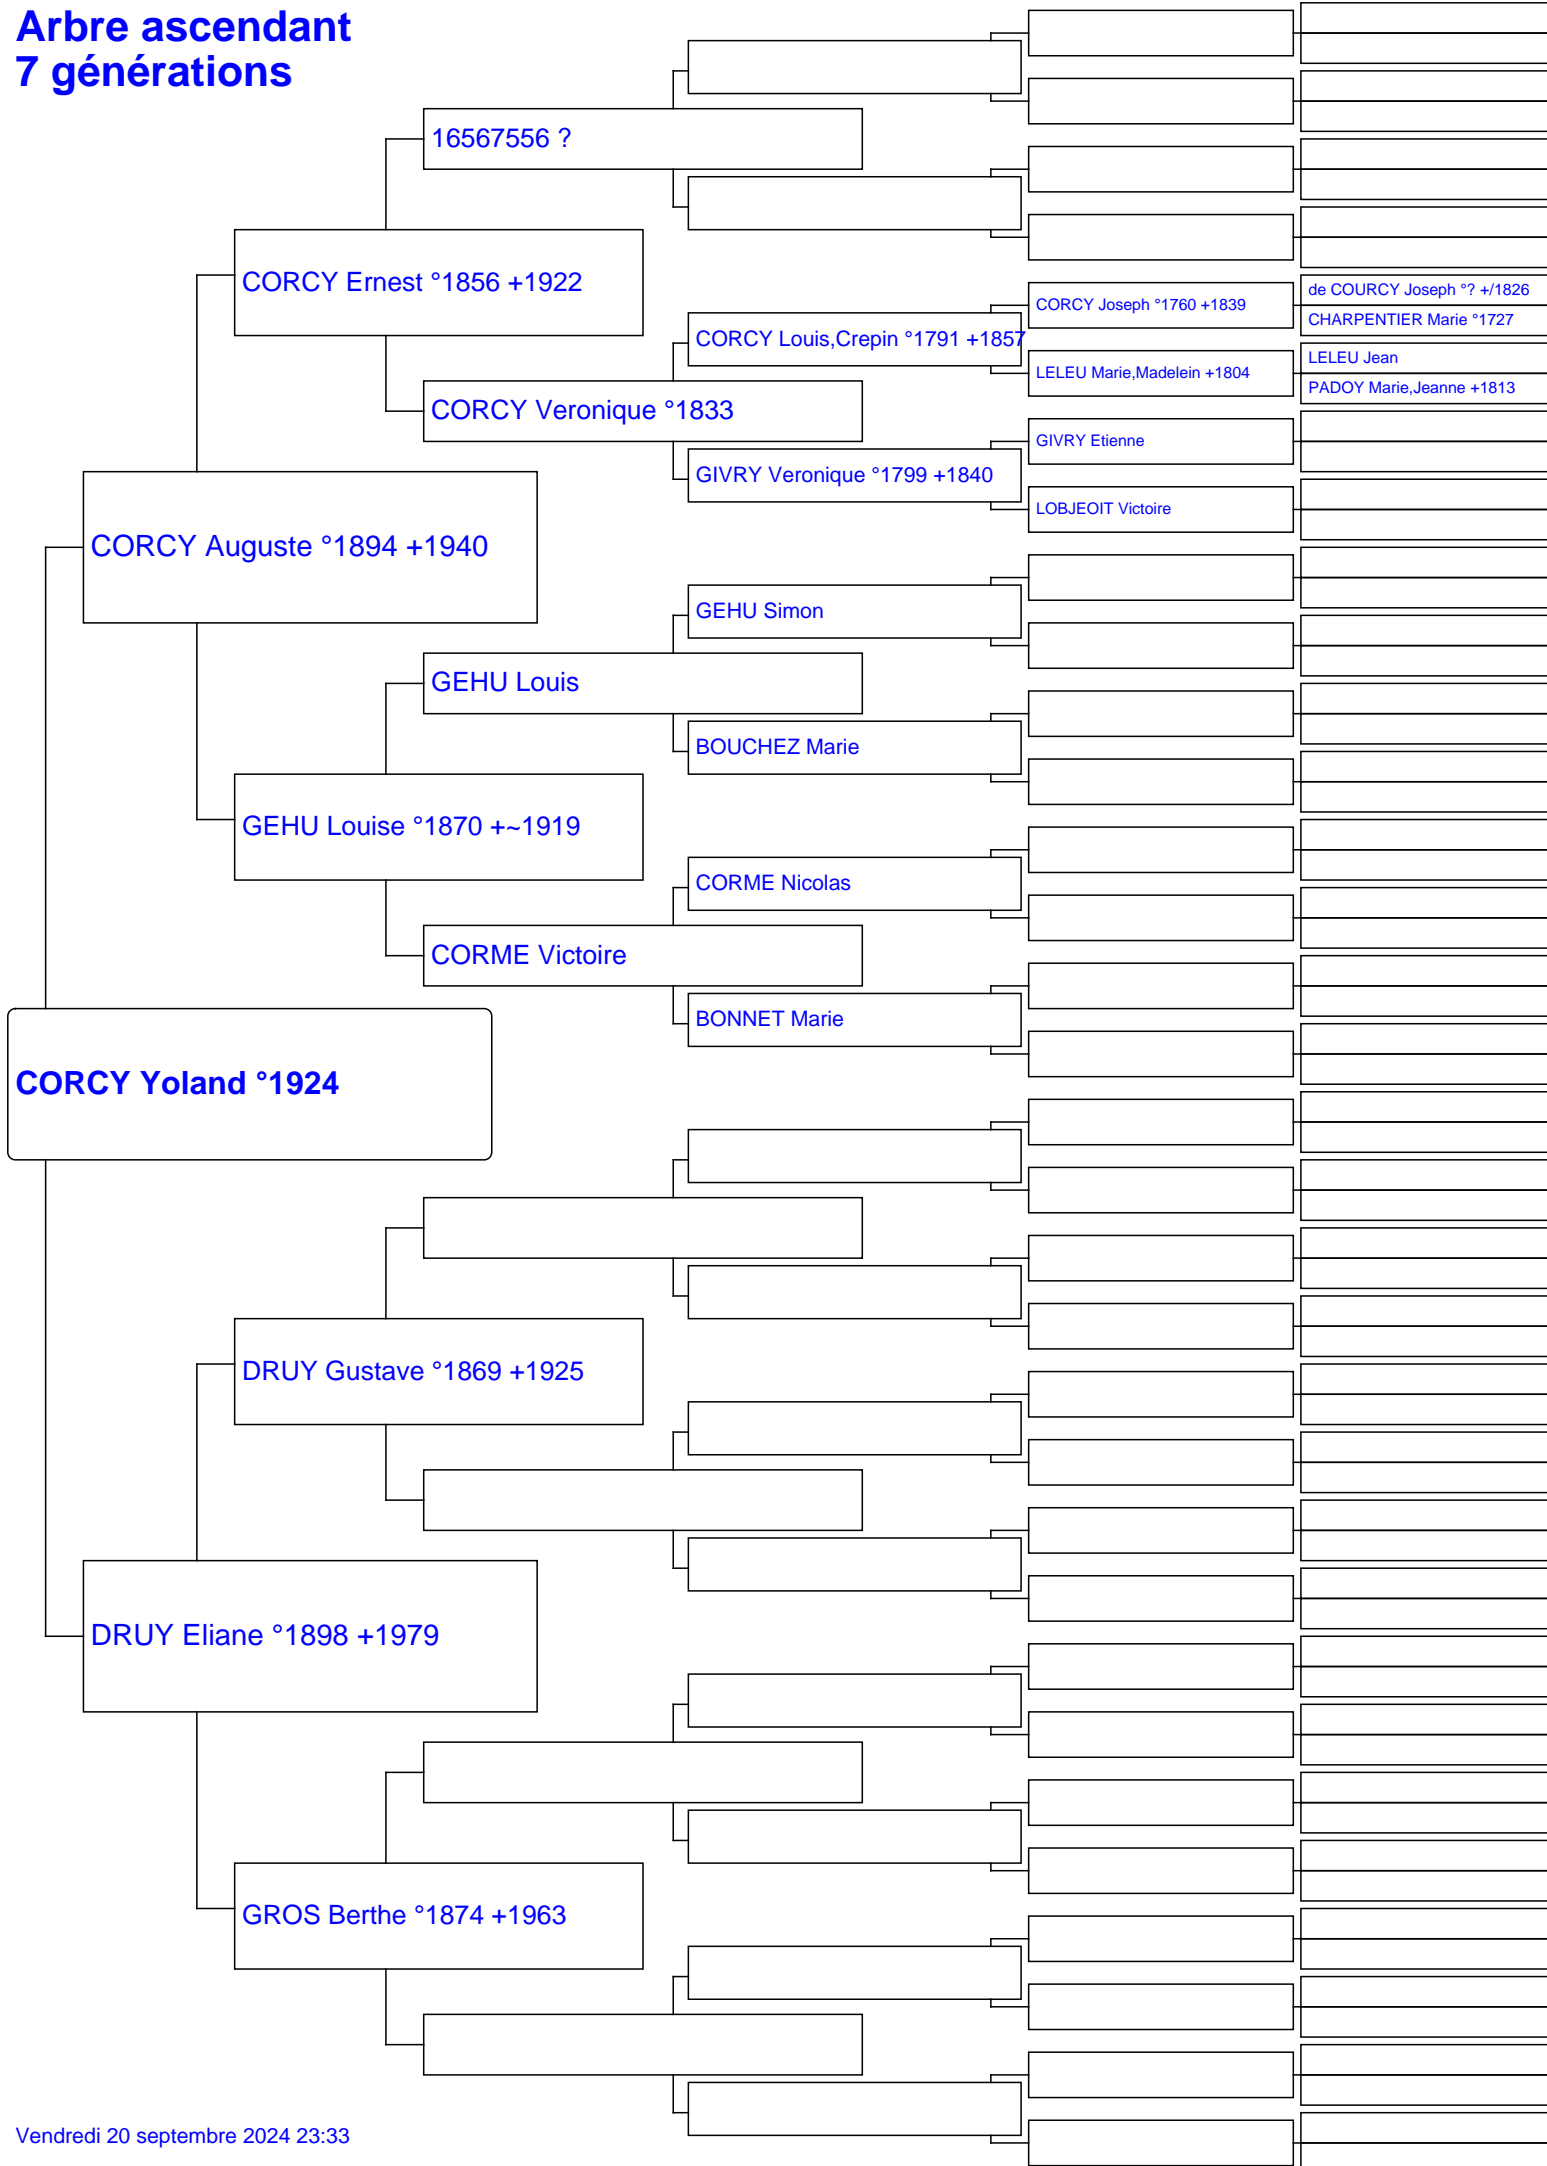 Arbre ascendant
7 générations
16567556 ?
CORCY Ernest °1856 +1922
de COURCY Joseph °? +/1826
CORCY Joseph °1760 +1839
CHARPENTIER Marie °1727
CORCY Louis,Crepin °1791 +1857
LELEU Jean
LELEU Marie,Madelein +1804
PADOY Marie,Jeanne +1813
CORCY Veronique °1833
GIVRY Etienne
GIVRY Veronique °1799 +1840
LOBJEOIT Victoire
CORCY Auguste °1894 +1940
GEHU Simon
GEHU Louis
BOUCHEZ Marie
GEHU Louise °1870 +~1919
CORME Nicolas
CORME Victoire
BONNET Marie
CORCY Yoland °1924
DRUY Gustave °1869 +1925
DRUY Eliane °1898 +1979
GROS Berthe °1874 +1963
Vendredi 20 septembre 2024 23:33